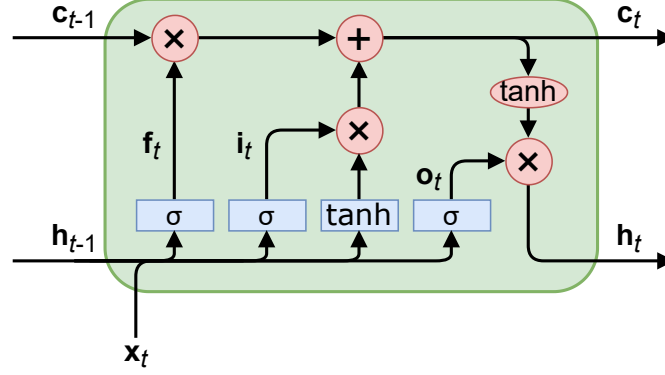 c_{t-1} c_t
× +
tanh
f_t i_t × o_t ×
σ σ tanh σ
h_{t-1} h_t
x_t